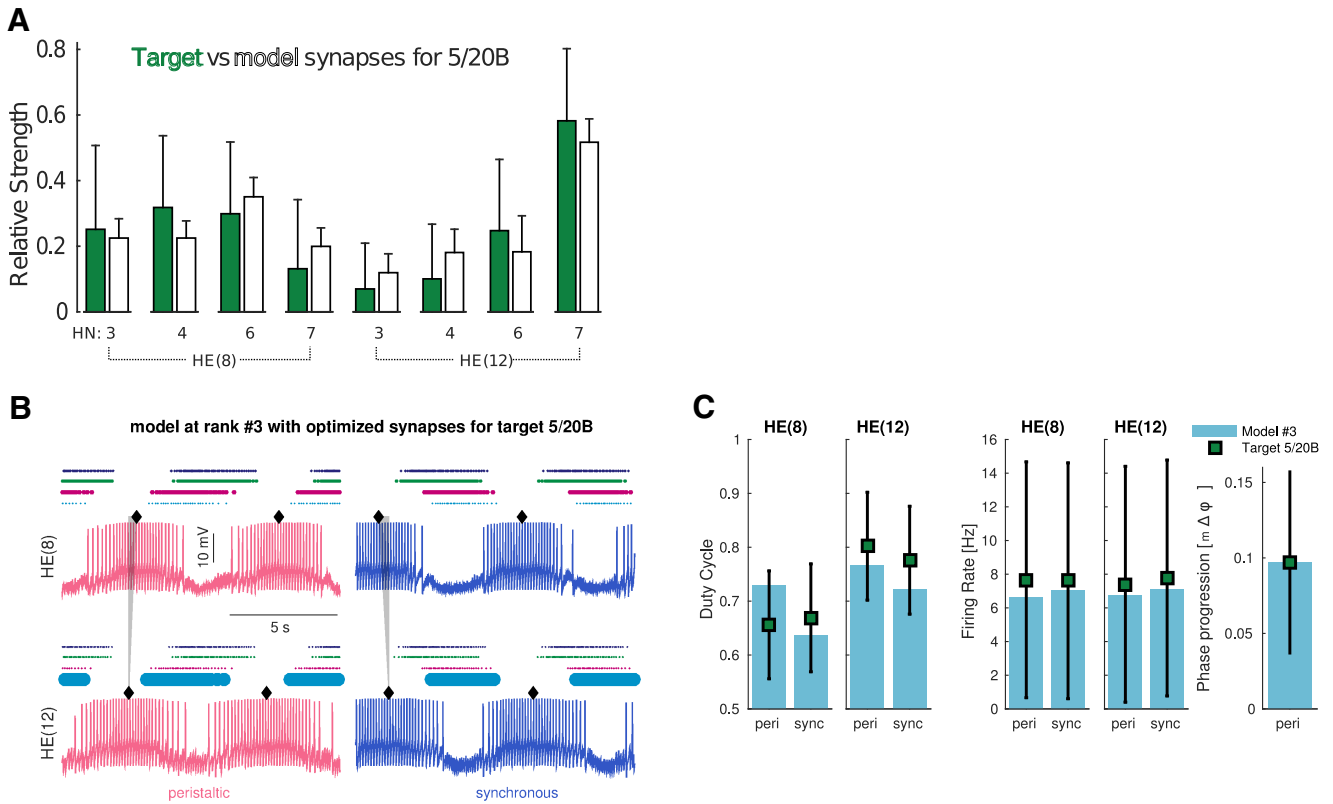 A
Target vs model synapses for 5/20B
Relative Strength
0.8
0.6
0.4
0.2
0
HN: 3 4 6 7 3 4 6 7
HE(8) HE(12)
B
model at rank #3 with optimized synapses for target 5/20B
HE(8)
10 mV
5 s
HE(12)
peristaltic synchronous
C
HE(8) HE(12)
Duty Cycle
1
0.9
0.8
0.7
0.6
0.5
peri sync peri sync
HE(8) HE(12)
Firing Rate [Hz]
16
14
12
10
8
6
4
2
0
peri sync peri sync
Model #3
Target 5/20B
Phase progression [ m Δ φ ]
0.15
0.1
0.05
0
peri